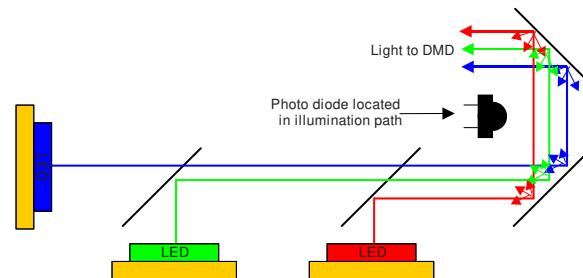 Light to DMD
Photo diode located
in illumination path
LED
LED
LED